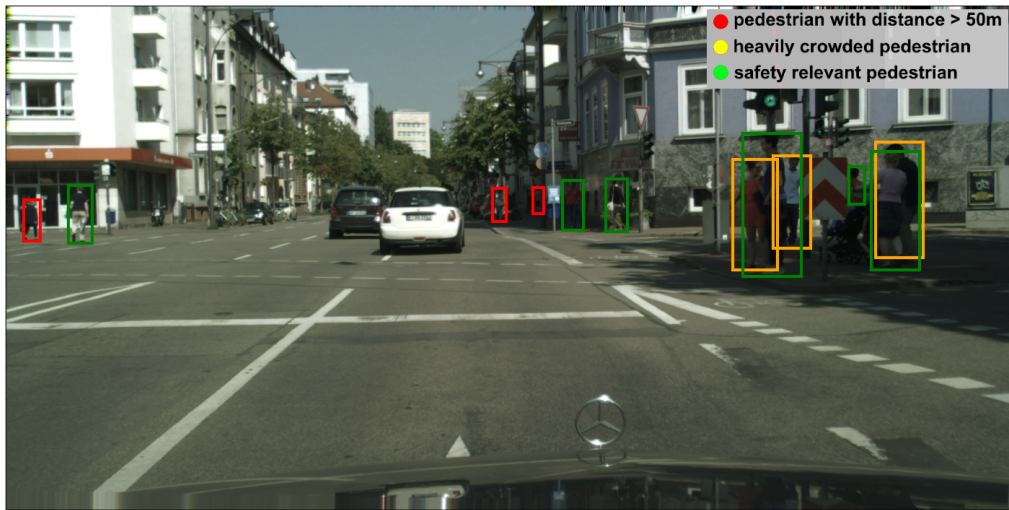 pedestrian with distance > 50m
heavily crowded pedestrian
safety relevant pedestrian